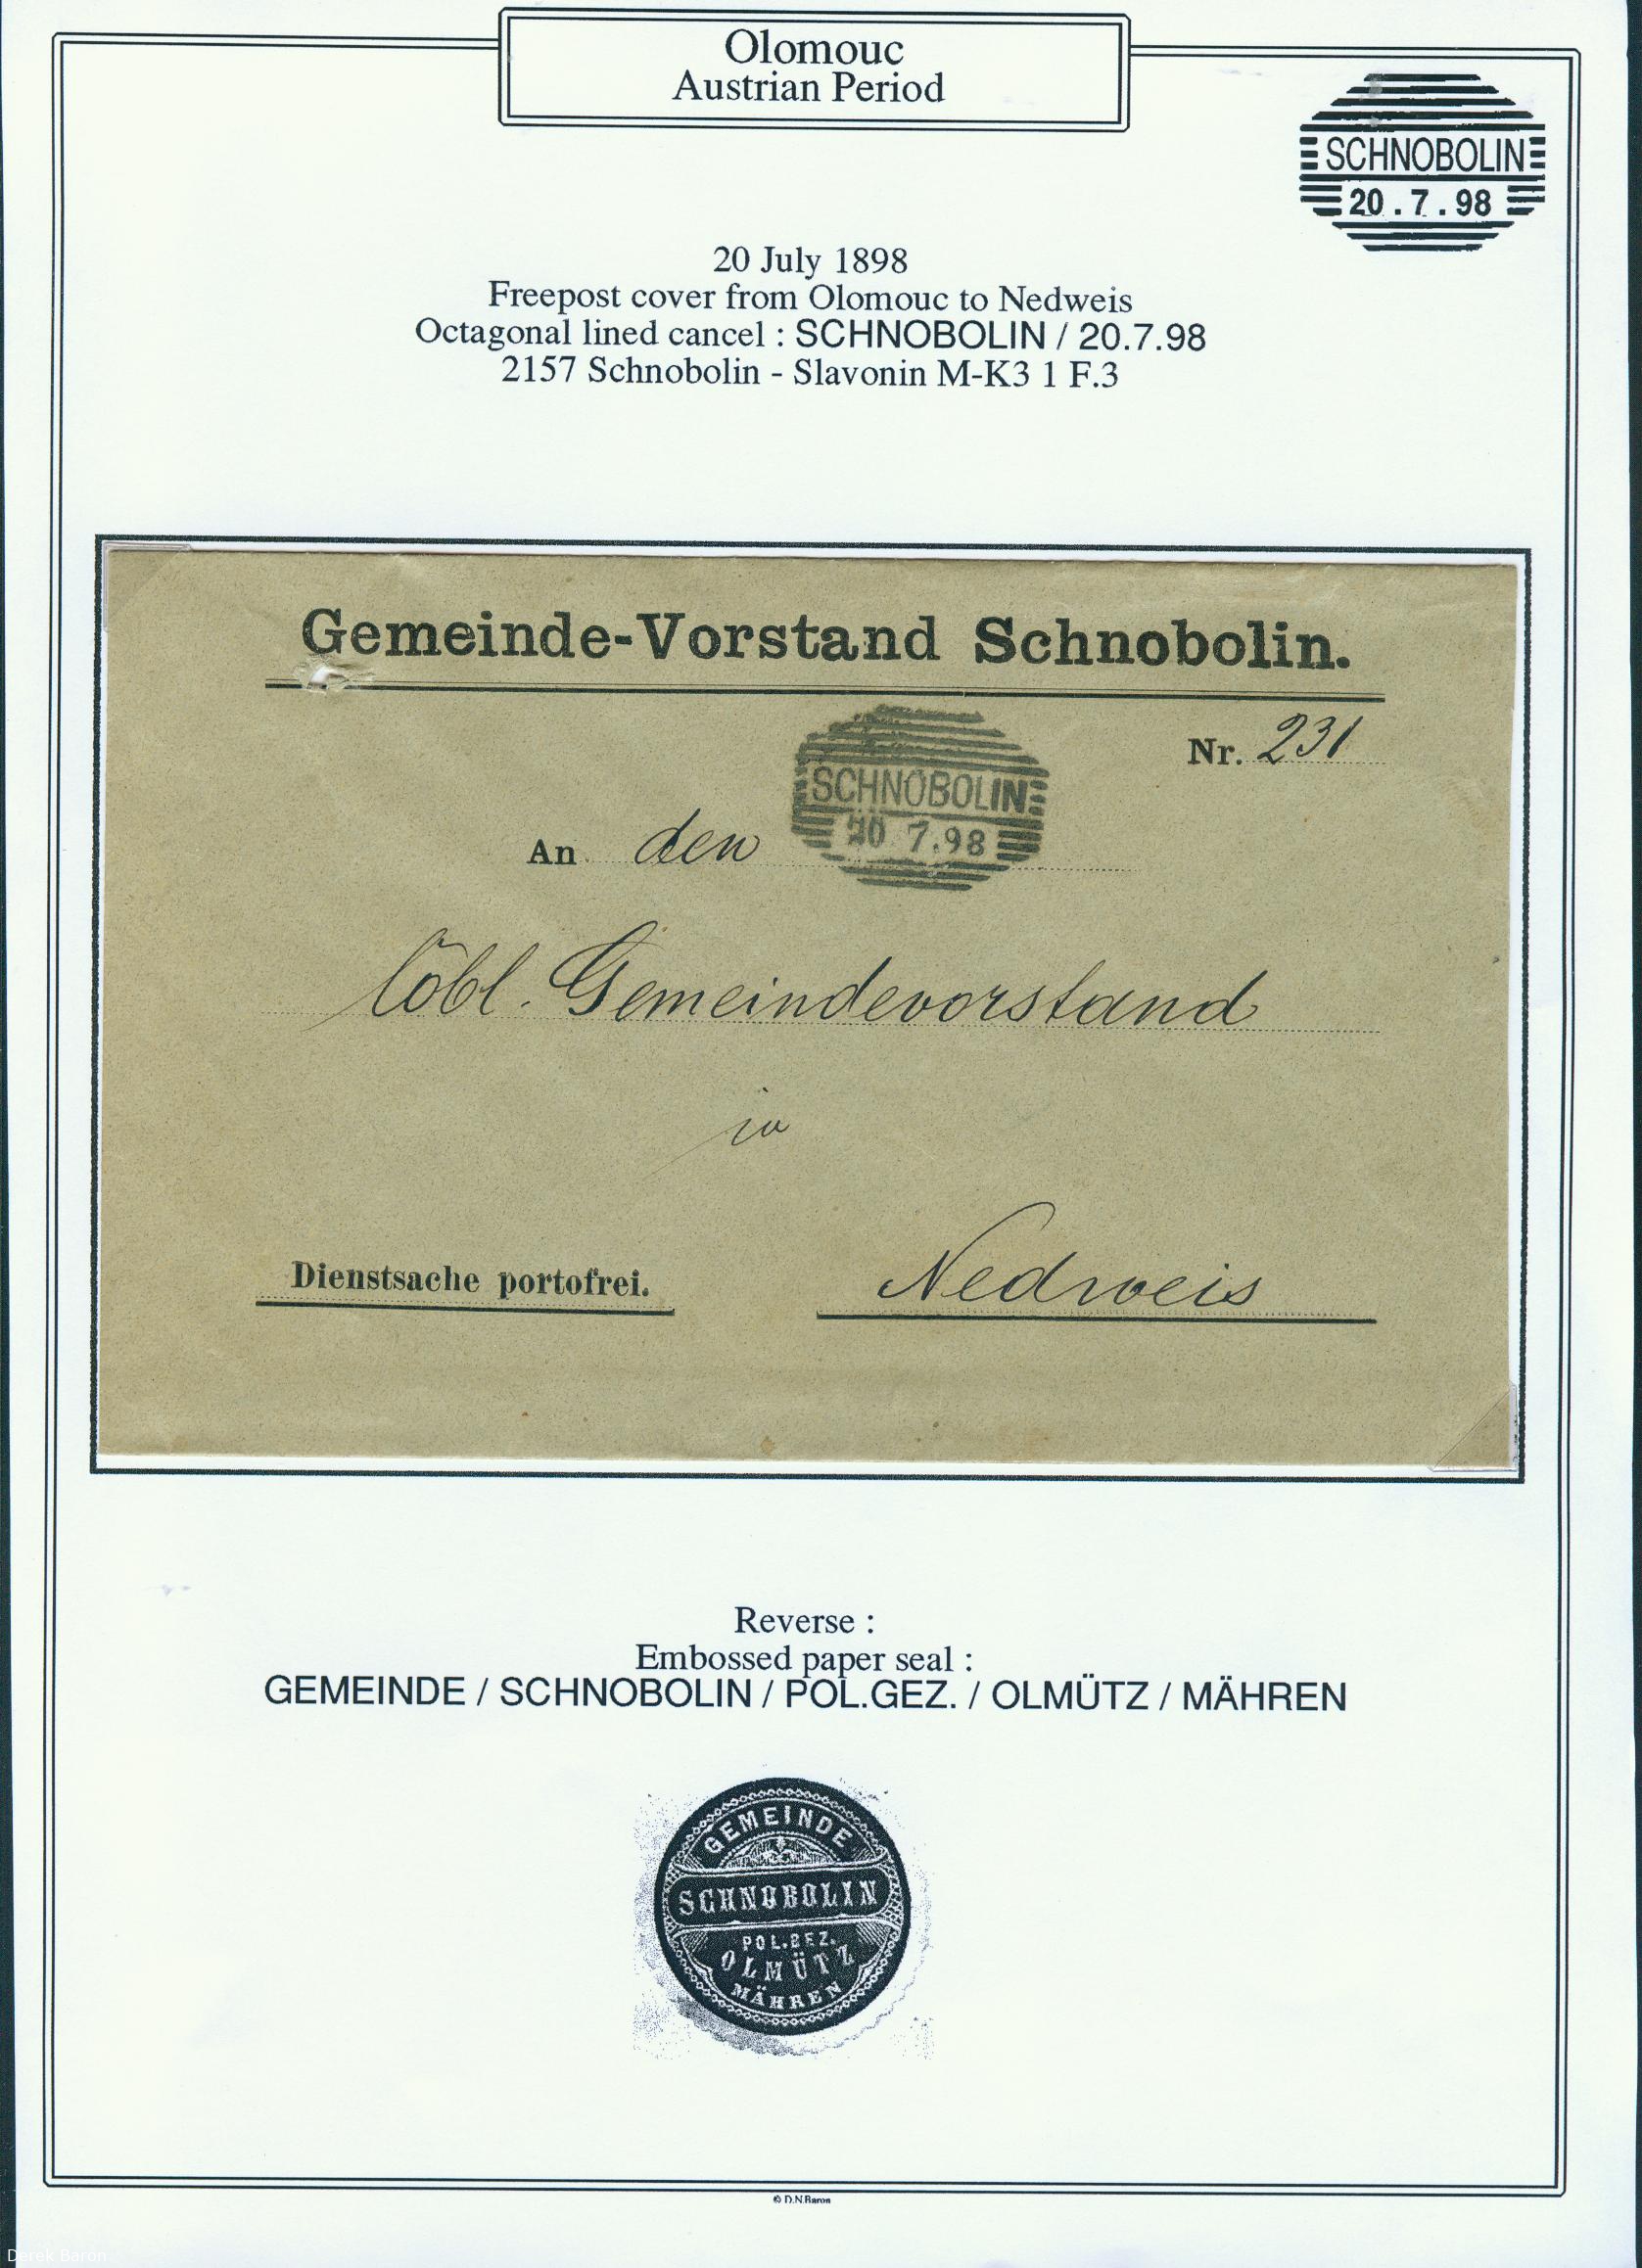 Olomouc
Austrian Period
SCHNOBOLIN
20.7.98
20 July 1898
Freepost cover from Olomouc to Nedweis
Octagonal lined cancel : SCHNOBOLIN / 20.7.98
2157 Schnobolin - Slavonin M-K3 1 F.3
Gemeinde-Vorstand Schnobolin.
Nr. 231
SCHNOBOLIN
20 7.98
An den
löbl. Gemeindevorstand
in
Dienstsache portofrei.
Nedweis
Reverse :
Embossed paper seal :
GEMEINDE / SCHNOBOLIN / POL.GEZ. / OLMÜTZ / MÄHREN
GEMEINDE
SCHNOBOLIN
POL.BEZ.
OLMÜTZ
MÄHREN
© D.N.Baron
Derek Baron